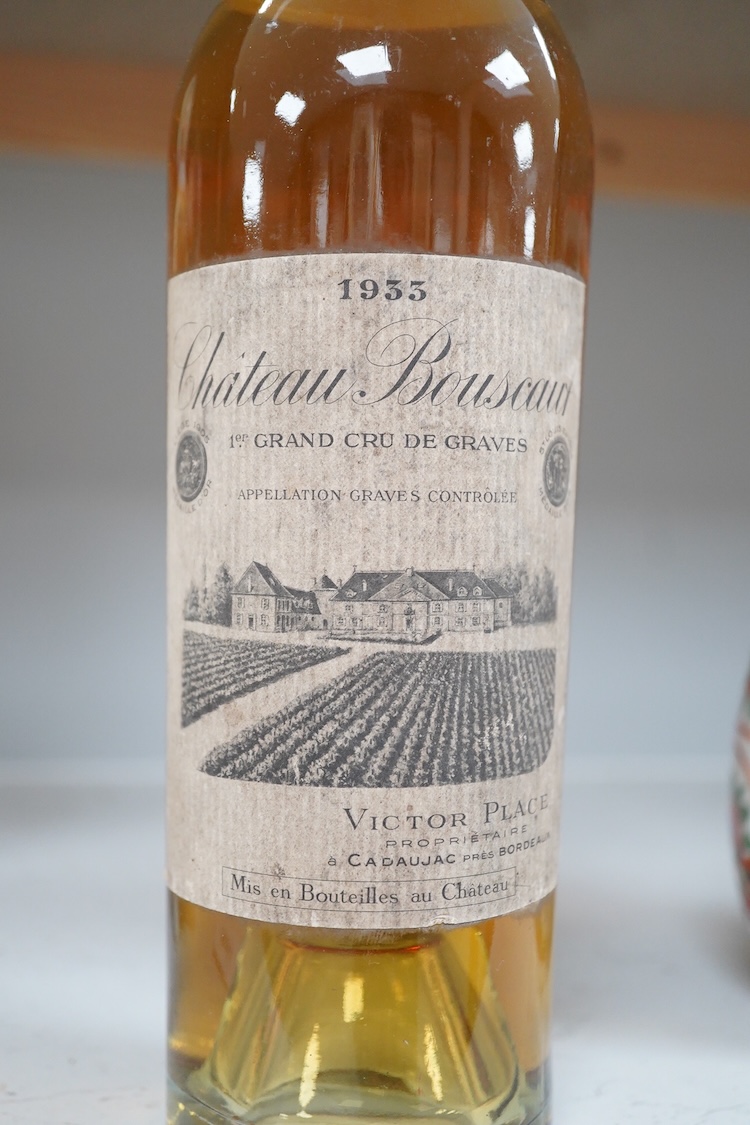 1933
Château Bouscaut
1er GRAND CRU DE GRAVES
APPELLATION GRAVES CONTRÔLÉE
VICTOR PLACE
PROPRIÉTAIRE
à CADAUJAC PRÈS BORDEAUX
Mis en Bouteilles au Château